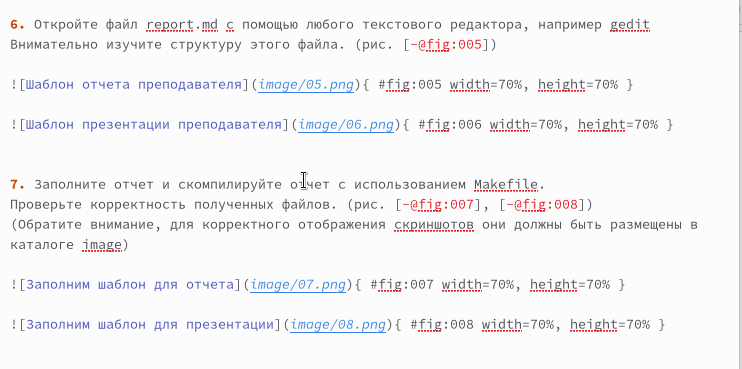 6. Откройте файл report.md с помощью любого текстового редактора, например gedit
Внимательно изучите структуру этого файла. (рис. [-@fig:005])
![Шаблон отчета преподавателя](image/05.png){ #fig:005 width=70%, height=70% }
![Шаблон презентации преподавателя](image/06.png){ #fig:006 width=70%, height=70% }
7. Заполните отчет и скомпилируйте отчет с использованием Makefile.
Проверьте корректность полученных файлов. (рис. [-@fig:007], [-@fig:008])
(Обратите внимание, для корректного отображения скриншотов они должны быть размещены в
каталоге image)
![Заполним шаблон для отчета](image/07.png){ #fig:007 width=70%, height=70% }
![Заполним шаблон для презентации](image/08.png){ #fig:008 width=70%, height=70% }